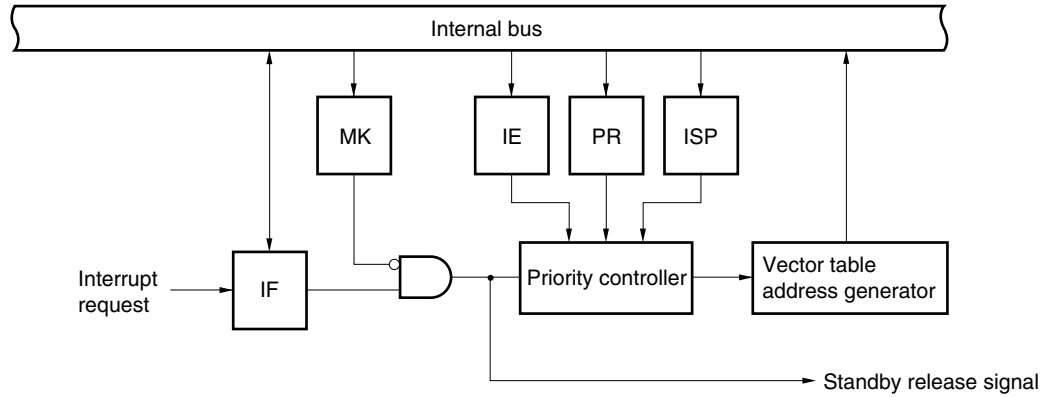 Internal bus
MK
IE
PR
ISP
Interrupt
request
IF
Priority controller
Vector table
address generator
Standby release signal